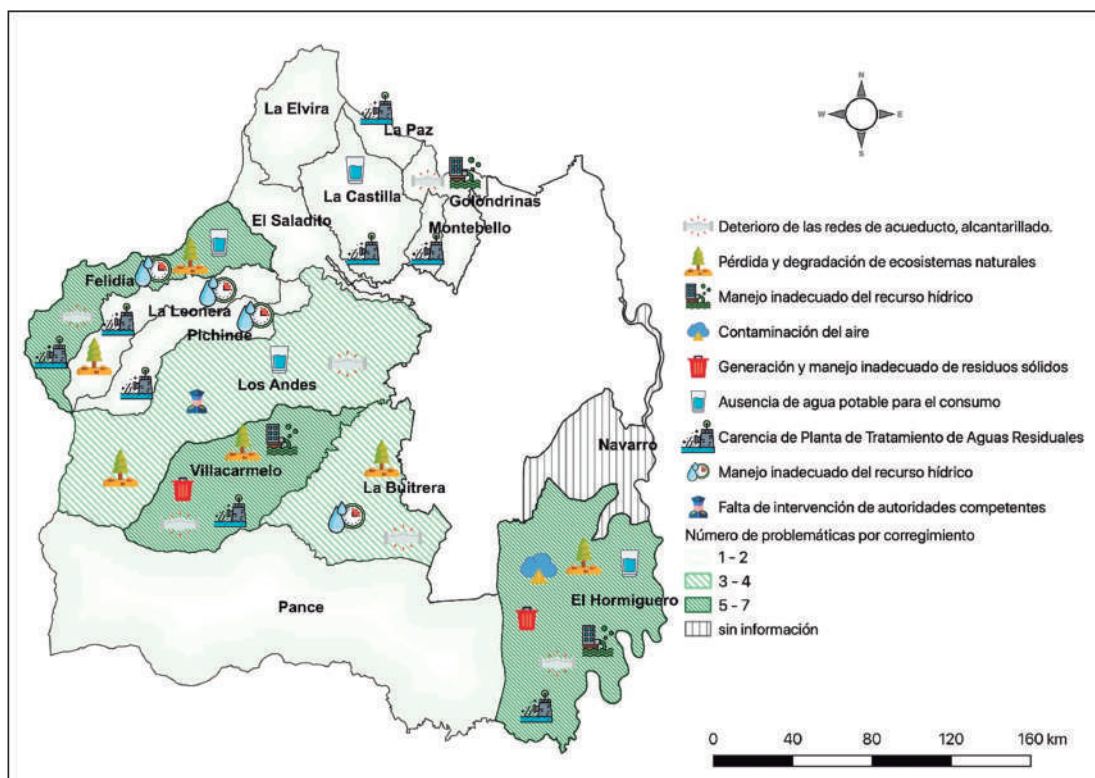 La Elvira
La Paz
La Castilla
Golondrinas
El Saladito
Montebello
Felidia
La Leonera
Pichinde
Los Andes
Villacarmelo
La Buitrera
Navarro
El Hormiguero
Pance
N
W E
S
Deterioro de las redes de acueducto, alcantarillado.
Pérdida y degradación de ecosistemas naturales
Manejo inadecuado del recurso hídrico
Contaminación del aire
Generación y manejo inadecuado de residuos sólidos
Ausencia de agua potable para el consumo
Carencia de Planta de Tratamiento de Aguas Residuales
Manejo inadecuado del recurso hídrico
Falta de intervención de autoridades competentes
Número de problemáticas por corregimiento
1 - 2
3 - 4
5 - 7
sin información
0 40 80 120 160 km